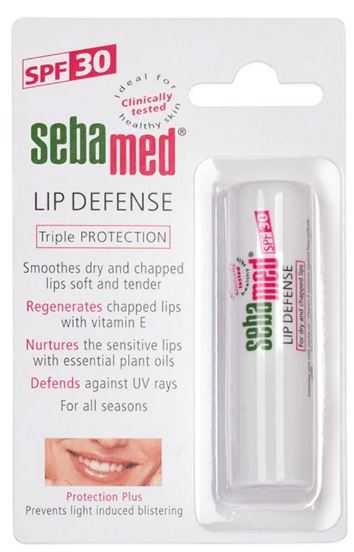 SPF 30
Ideal for
healthy skin
Clinically
tested
sebamed®
LIP DEFENSE
Triple PROTECTION
Smoothes dry and chapped
lips soft and tender
Regenerates chapped lips
with vitamin E
Nurtures the sensitive lips
with essential plant oils
Defends against UV rays
For all seasons
Protection Plus
Prevents light induced blistering
sebamed SPF 30
LIP DEFENSE
For dry and chapped lips